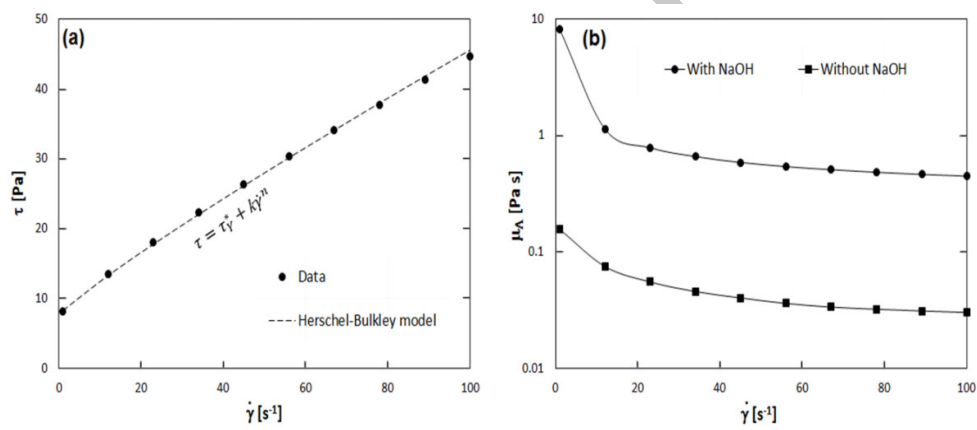 (a)
50
40
30
20
10
0
τ [Pa]
τ = τ*Y + kγ̇ⁿ
Data
Herschel-Bulkley model
0 20 40 60 80 100
γ̇ [s⁻¹]
(b)
10
1
0.1
0.01
μΛ [Pa s]
With NaOH Without NaOH
0 20 40 60 80 100
γ̇ [s⁻¹]